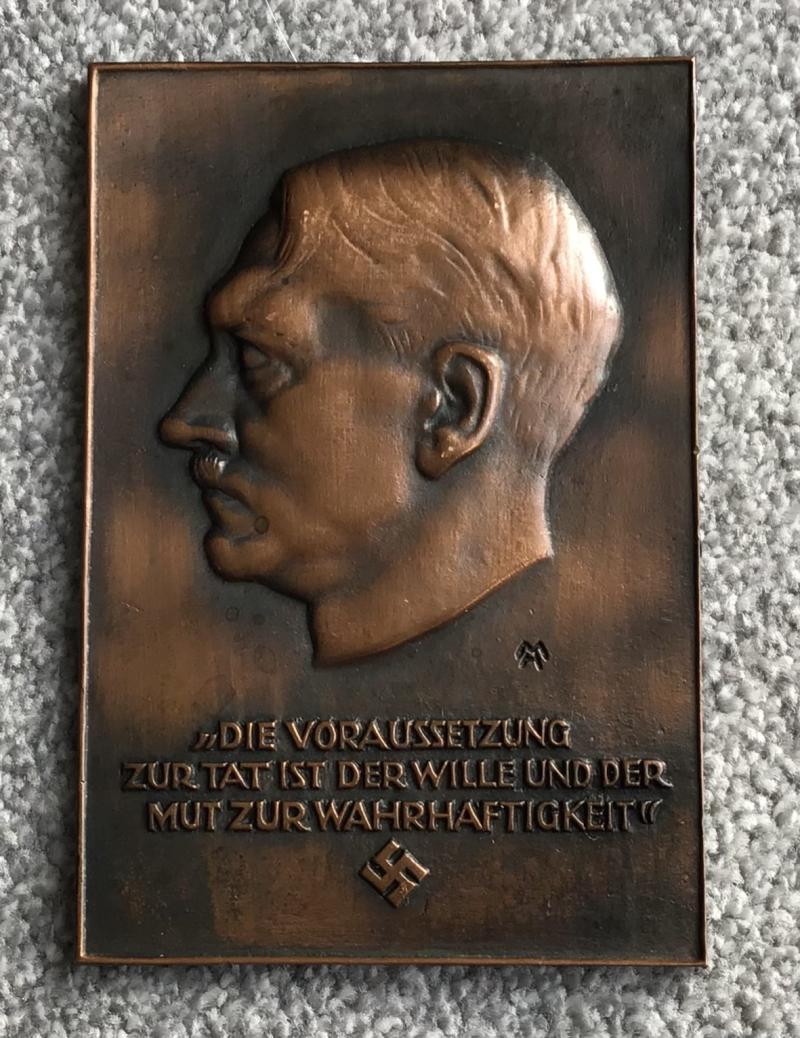 „DIE VORAUSSETZUNG
ZUR TAT IST DER WILLE UND DER
MUT ZUR WAHRHAFTIGKEIT“